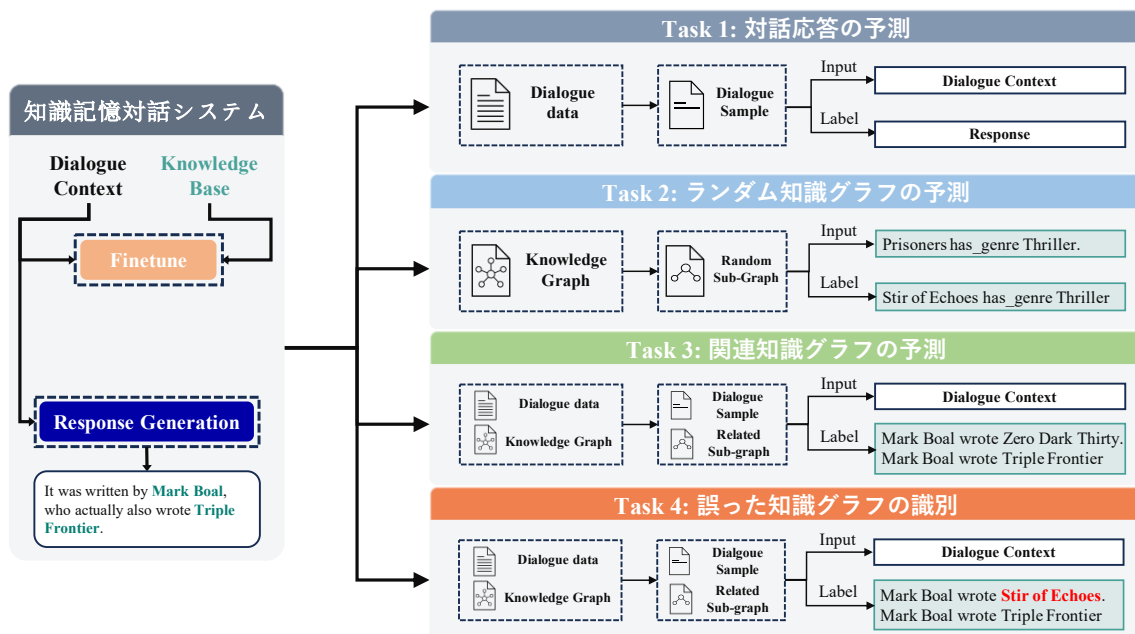 知識記憶対話システム
Dialogue
Context
Knowledge
Base
Finetune
Response Generation
It was written by Mark Boal,
who actually also wrote Triple
Frontier.
Task 1: 対話応答の予測
Dialogue
data
Dialogue
Sample
Input
Dialogue Context
Label
Response
Task 2: ランダム知識グラフの予測
Knowledge
Graph
Random
Sub-Graph
Input
Prisoners has_genre Thriller.
Label
Stir of Echoes has_genre Thriller
Task 3: 関連知識グラフの予測
Dialogue data
Knowledge Graph
Dialogue
Sample
Related
Sub-graph
Input
Dialogue Context
Label
Mark Boal wrote Zero Dark Thirty.
Mark Boal wrote Triple Frontier
Task 4: 誤った知識グラフの識別
Dialogue data
Knowledge Graph
Dialgoue
Sample
Related
Sub-graph
Input
Dialogue Context
Label
Mark Boal wrote Stir of Echoes.
Mark Boal wrote Triple Frontier